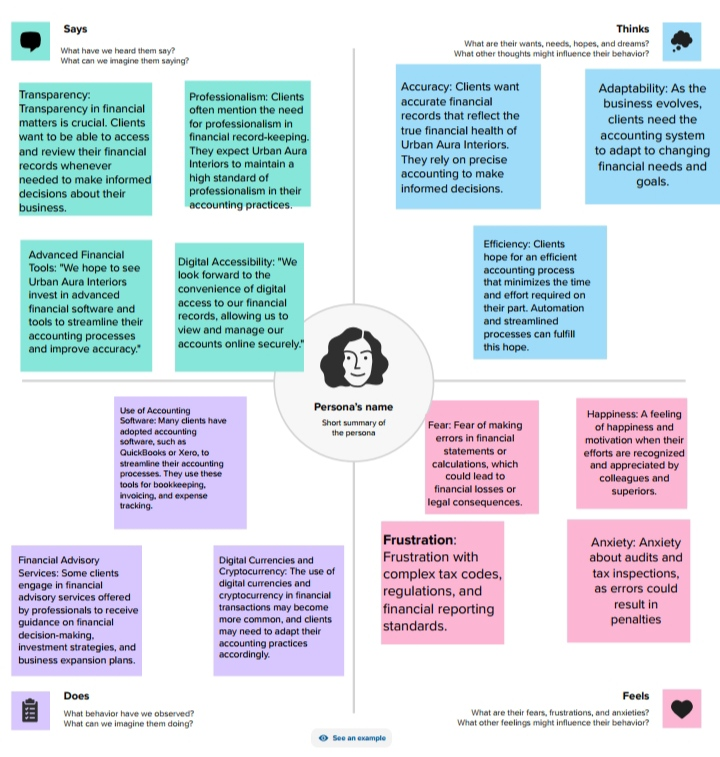 Says
What have we heard them say?
What can we imagine them saying?
Thinks
What are their wants, needs, hopes, and dreams?
What other thoughts might influence their behavior?
Transparency:
Transparency in financial
matters is crucial. Clients
want to be able to access
and review their financial
records whenever
needed to make informed
decisions about their
business.
Professionalism: Clients
often mention the need
for professionalism in
financial record-keeping.
They expect Urban Aura
Interiors to maintain a
high standard of
professionalism in their
accounting practices.
Accuracy: Clients want
accurate financial
records that reflect the
true financial health of
Urban Aura Interiors.
They rely on precise
accounting to make
informed decisions.
Adaptability: As the
business evolves,
clients need the
accounting system
to adapt to changing
financial needs and
goals.
Advanced Financial
Tools: "We hope to see
Urban Aura Interiors
invest in advanced
financial software and
tools to streamline their
accounting processes
and improve accuracy."
Digital Accessibility: "We
look forward to the
convenience of digital
access to our financial
records, allowing us to
view and manage our
accounts online securely."
Efficiency: Clients
hope for an efficient
accounting process
that minimizes the time
and effort required on
their part. Automation
and streamlined
processes can fulfill
this hope.
Persona's name
Short summary of
the persona
Use of Accounting
Software: Many clients have
adopted accounting
software, such as
QuickBooks or Xero, to
streamline their accounting
processes. They use these
tools for bookkeeping,
invoicing, and expense
tracking.
Fear: Fear of making
errors in financial
statements or
calculations, which
could lead to
financial losses or
legal consequences.
Happiness: A feeling
of happiness and
motivation when their
efforts are recognized
and appreciated by
colleagues and
superiors.
Financial Advisory
Services: Some clients
engage in financial
advisory services offered
by professionals to receive
guidance on financial
decision-making,
investment strategies, and
business expansion plans.
Digital Currencies and
Cryptocurrency: The use of
digital currencies and
cryptocurrency in financial
transactions may become
more common, and clients
may need to adapt their
accounting practices
accordingly.
Frustration:
Frustration with
complex tax codes,
regulations, and
financial reporting
standards.
Anxiety: Anxiety
about audits and
tax inspections,
as errors could
result in
penalties
Does
What behavior have we observed?
What can we imagine them doing?
Feels
What are their fears, frustrations, and anxieties?
What other feelings might influence their behavior?
See an example